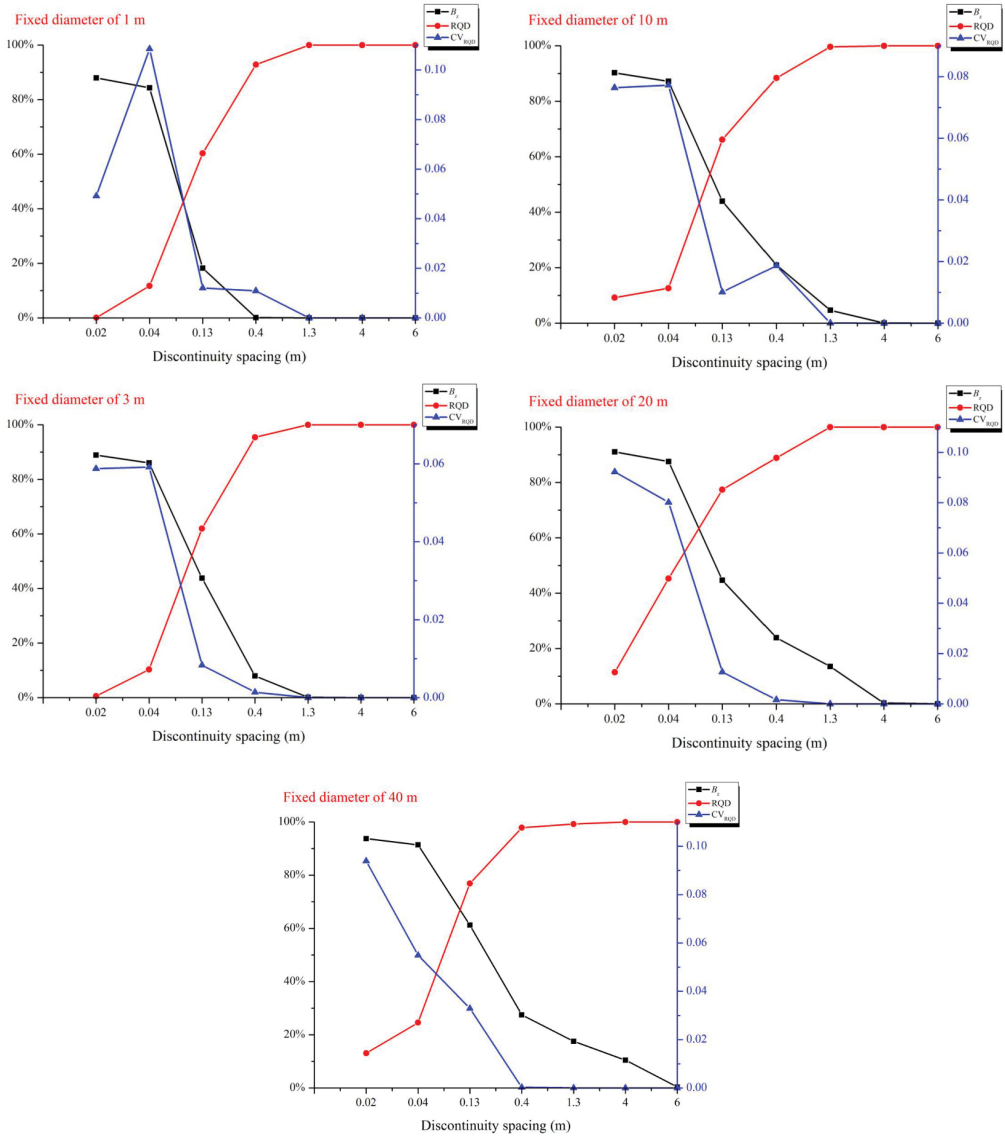 Fixed diameter of 1 m
Bz
RQD
CVRQD
100%
80%
60%
40%
20%
0%
0.10
0.08
0.06
0.04
0.02
0.00
0.02 0.04 0.13 0.4 1.3 4 6
Discontinuity spacing (m)
Fixed diameter of 10 m
Bz
RQD
CVRQD
100%
80%
60%
40%
20%
0%
0.08
0.06
0.04
0.02
0.00
0.02 0.04 0.13 0.4 1.3 4 6
Discontinuity spacing (m)
Fixed diameter of 3 m
Bz
RQD
CVRQD
100%
80%
60%
40%
20%
0%
0.06
0.04
0.02
0.00
0.02 0.04 0.13 0.4 1.3 4 6
Discontinuity spacing (m)
Fixed diameter of 20 m
Bz
RQD
CVRQD
100%
80%
60%
40%
20%
0%
0.10
0.08
0.06
0.04
0.02
0.00
0.02 0.04 0.13 0.4 1.3 4 6
Discontinuity spacing (m)
Fixed diameter of 40 m
Bz
RQD
CVRQD
100%
80%
60%
40%
20%
0%
0.10
0.08
0.06
0.04
0.02
0.00
0.02 0.04 0.13 0.4 1.3 4 6
Discontinuity spacing (m)